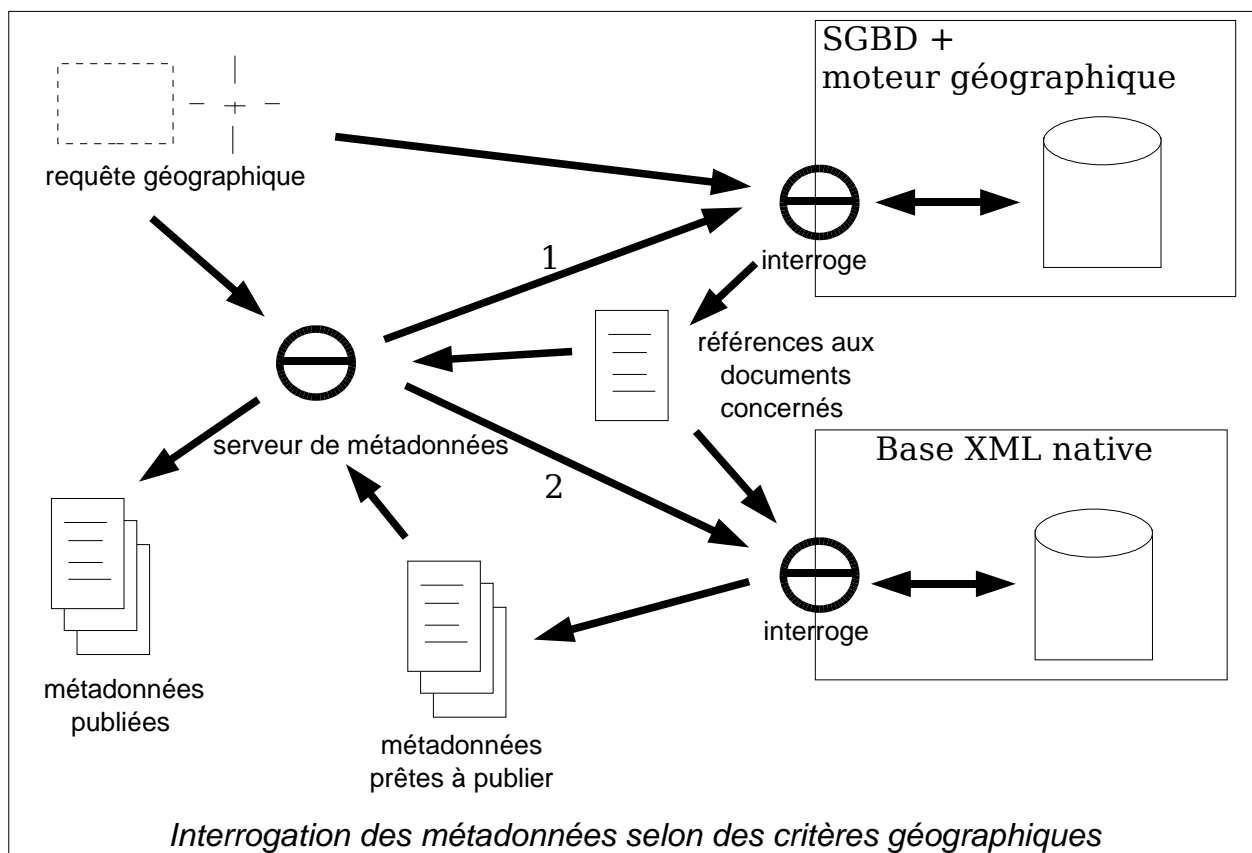 SGBD +
moteur géographique
requête géographique
1
interroge
références aux
documents
concernés
serveur de métadonnées
Base XML native
2
interroge
métadonnées
publiées
métadonnées
prêtes à publier
Interrogation des métadonnées selon des critères géographiques